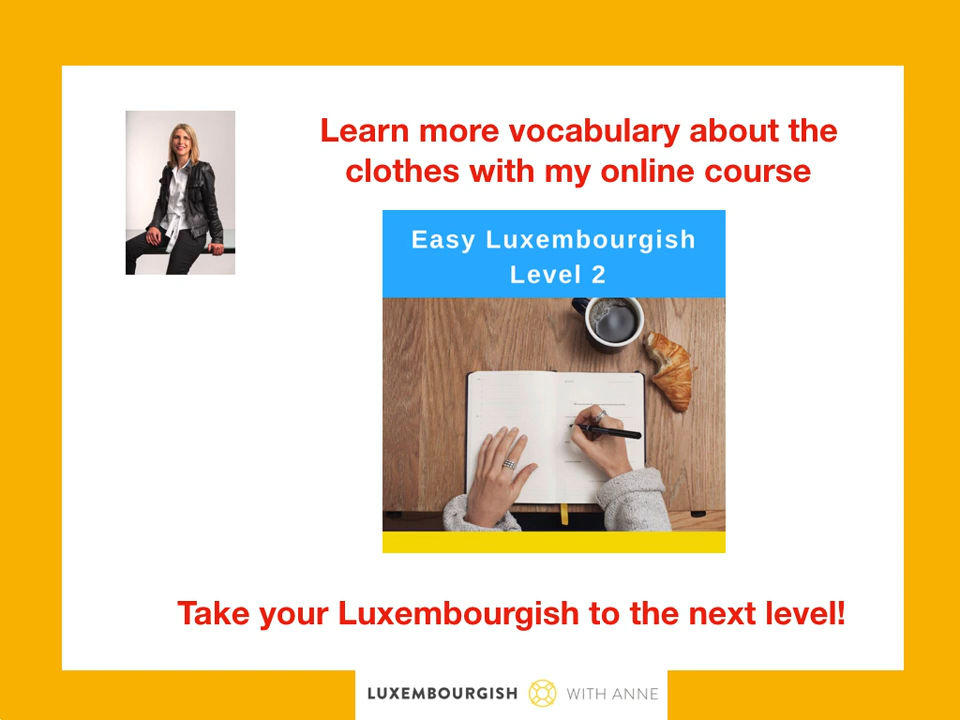 Learn more vocabulary about the
clothes with my online course
Easy Luxembourgish
Level 2
Take your Luxembourgish to the next level!
LUXEMBOURGISH WITH ANNE